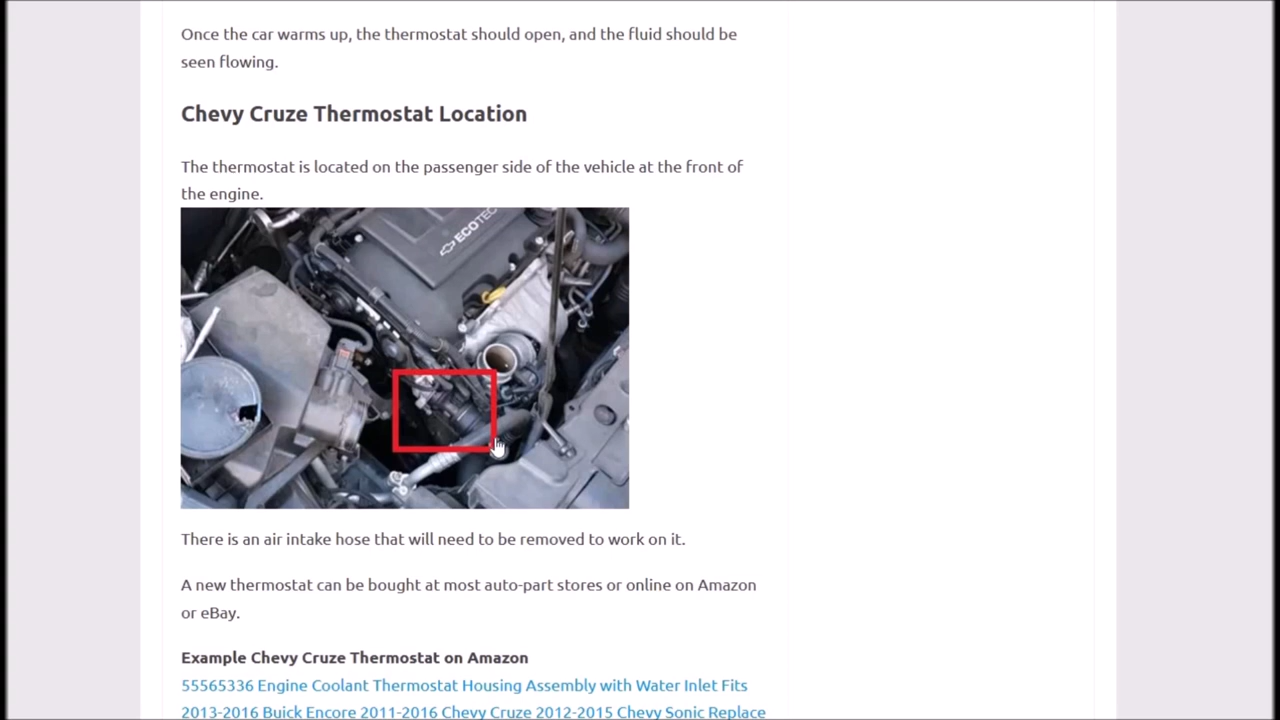 Once the car warms up, the thermostat should open, and the fluid should be
seen flowing.
Chevy Cruze Thermostat Location
The thermostat is located on the passenger side of the vehicle at the front of
the engine.
ECOTEC
There is an air intake hose that will need to be removed to work on it.
A new thermostat can be bought at most auto-part stores or online on Amazon
or eBay.
Example Chevy Cruze Thermostat on Amazon
55565336 Engine Coolant Thermostat Housing Assembly with Water Inlet Fits
2013-2016 Buick Encore 2011-2016 Chevy Cruze 2012-2015 Chevy Sonic Replace